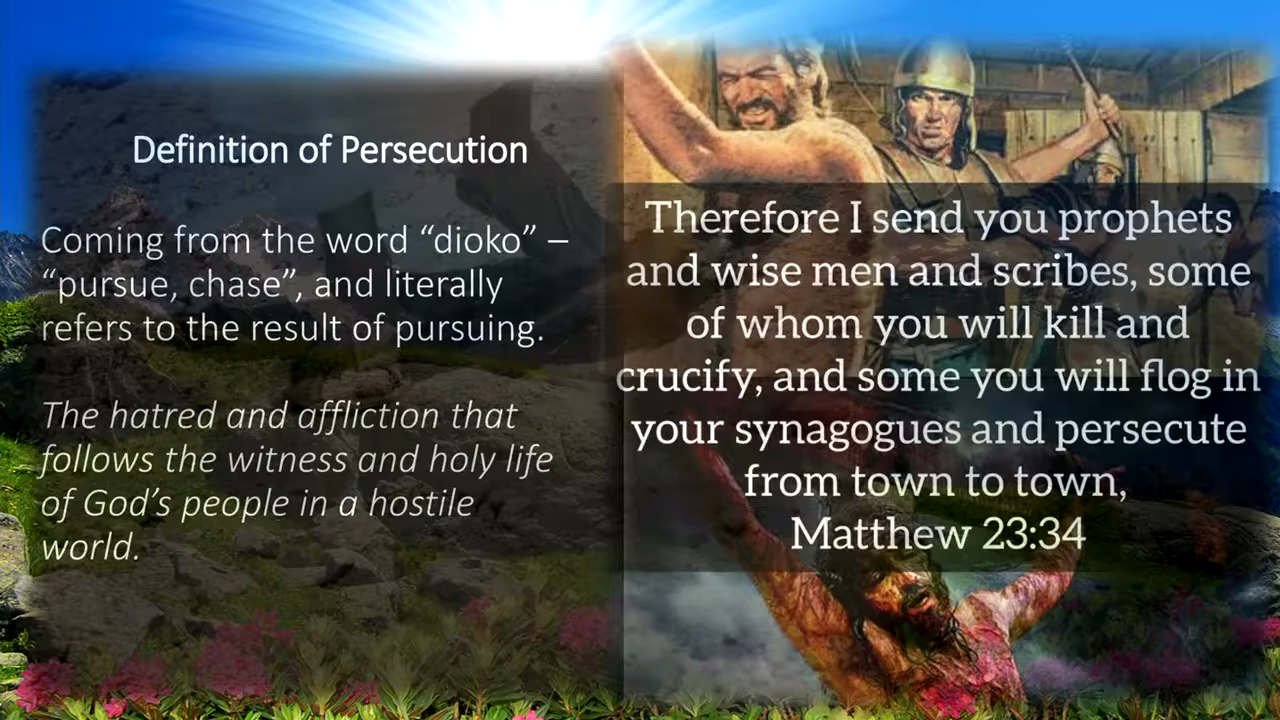 Definition of Persecution
Coming from the word “dioko” –
“pursue, chase”, and literally
refers to the result of pursuing.
The hatred and affliction that
follows the witness and holy life
of God’s people in a hostile
world.
Therefore I send you prophets
and wise men and scribes, some
of whom you will kill and
crucify, and some you will flog in
your synagogues and persecute
from town to town,
Matthew 23:34